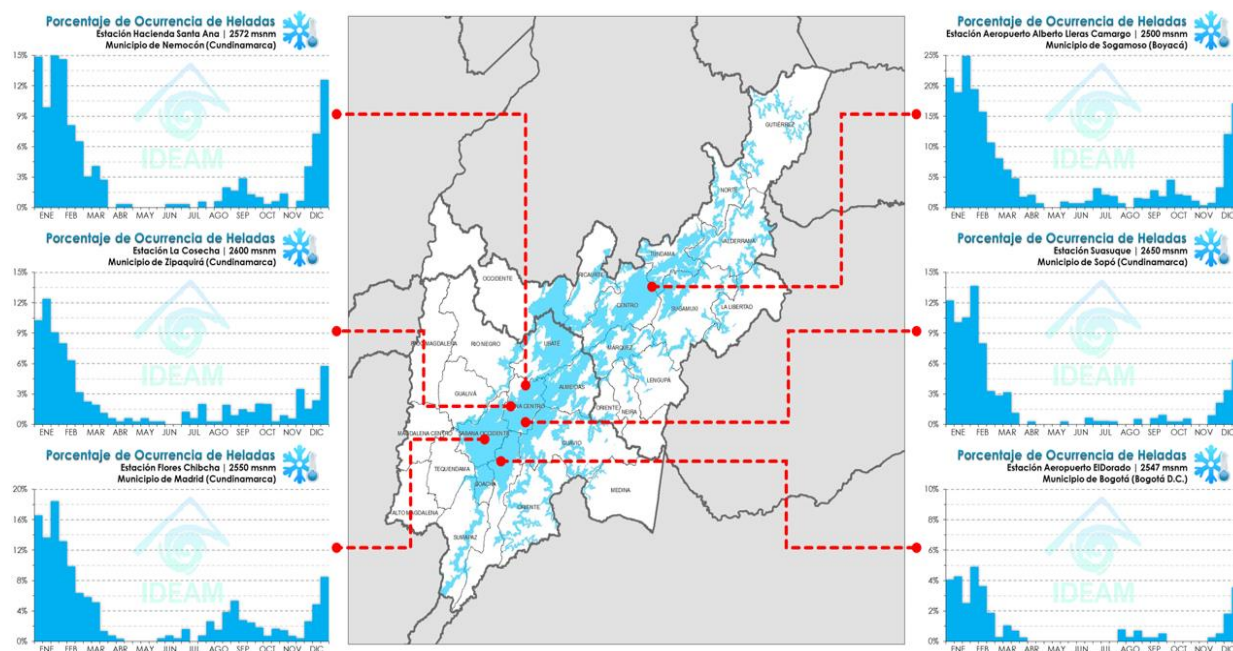 Porcentaje de Ocurrencia de Heladas
Estación Hacienda Santa Ana | 2572 msnm
Municipio de Nemocón (Cundinamarca)
15%
12%
9%
6%
3%
0%
IDEAM
ENE FEB MAR ABR MAY JUN JUL AGO SEP OCT NOV DIC
Porcentaje de Ocurrencia de Heladas
Estación La Cosecha | 2600 msnm
Municipio de Zipaquirá (Cundinamarca)
15%
12%
9%
6%
3%
0%
IDEAM
ENE FEB MAR ABR MAY JUN JUL AGO SEP OCT NOV DIC
Porcentaje de Ocurrencia de Heladas
Estación Flores Chibcha | 2550 msnm
Municipio de Madrid (Cundinamarca)
20%
16%
12%
8%
4%
0%
IDEAM
ENE FEB MAR ABR MAY JUN JUL AGO SEP OCT NOV DIC
GUTIÉRREZ
NORTE
VALDERRAMA
TUNDAMA
OCCIDENTE
RICAURTE
CENTRO
SUGAMUXI
LA LIBERTAD
RIO NEGRO
UBATÉ
MÁRQUEZ
GUALIVÁ
ALMEIDAS
LENGUPÁ
ORIENTE
NEIRA
MAGDALENA CENTRO
SABANA OCCIDENTE
GUAVIO
TEQUENDAMA
SOACHA
MEDINA
ALTO MAGDALENA
ORIENTE
SUMAPAZ
Porcentaje de Ocurrencia de Heladas
Estación Aeropuerto Alberto Lleras Camargo | 2500 msnm
Municipio de Sogamoso (Boyacá)
25%
20%
15%
10%
5%
0%
IDEAM
ENE FEB MAR ABR MAY JUN JUL AGO SEP OCT NOV DIC
Porcentaje de Ocurrencia de Heladas
Estación Suasuque | 2650 msnm
Municipio de Sopó (Cundinamarca)
15%
12%
9%
6%
3%
0%
IDEAM
ENE FEB MAR ABR MAY JUN JUL AGO SEP OCT NOV DIC
Porcentaje de Ocurrencia de Heladas
Estación Aeropuerto ElDorado | 2547 msnm
Municipio de Bogotá (Bogotá D.C.)
10%
8%
6%
4%
2%
0%
IDEAM
ENE FEB MAR ABR MAY JUN JUL AGO SEP OCT NOV DIC